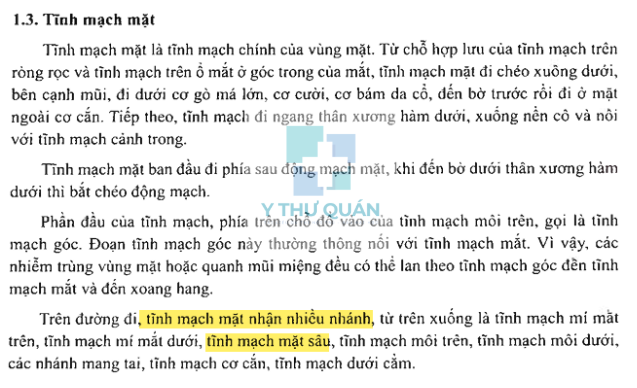 1.3. Tĩnh mạch mặt
Tĩnh mạch mặt là tĩnh mạch chính của vùng mặt. Từ chỗ hợp lưu của tĩnh mạch trên
ròng rọc và tĩnh mạch trên ổ mắt ở góc trong của mắt, tĩnh mạch mặt đi chéo xuông dưới,
bên cạnh mũi, đi dưới cơ gò má lớn, cơ cười, cơ bám da cổ, đến bờ trước rồi đi ở mặt
ngoài cơ cắn. Tiếp theo, tĩnh mạch đi ngang thân xương hàm dưới, xuống nền cô và nôi
với tĩnh mạch cảnh trong.
Tĩnh mạch mặt ban đầu đi phía sau động mạch mặt, khi đến bờ dưới thân xương hàm
dưới thì bắt chéo động mạch.
Y THƯ QUÁN
Phần đầu của tĩnh mạch, phía trên chỗ đổ vào của tĩnh mạch môi trên, gọi là tĩnh
mạch góc. Đoạn tĩnh mạch góc này thường thông nối với tĩnh mạch mắt. Vì vậy, các
nhiễm trùng vùng mặt hoặc quanh mũi miệng đều có thể lan theo tĩnh mạch góc đến tĩnh
mạch mắt và đến xoang hang.
Trên đường đi, tĩnh mạch mặt nhận nhiều nhánh, từ trên xuống là tĩnh mạch mí mắt
trên, tĩnh mạch mí mắt dưới, tĩnh mạch mặt sâu, tĩnh mạch môi trên, tĩnh mạch môi dưới,
các nhánh mang tai, tĩnh mạch cơ cắn, tĩnh mạch dưới cằm.